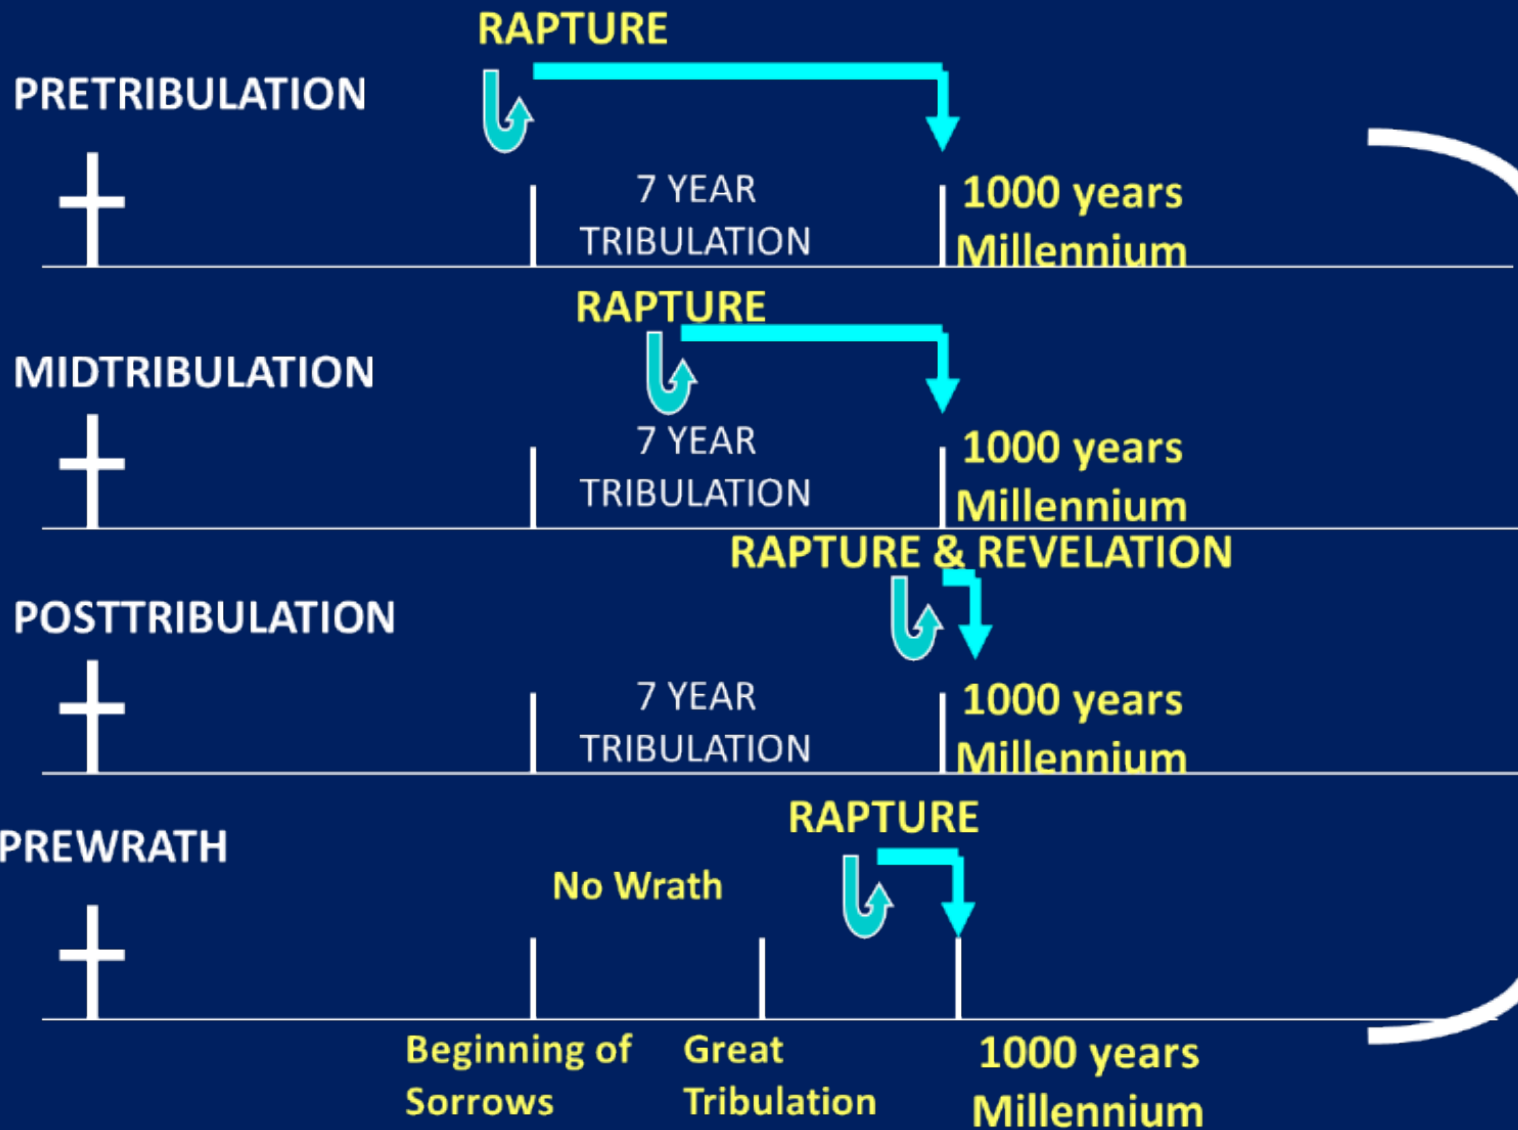 RAPTURE
PRETRIBULATION
7 YEAR
TRIBULATION
1000 years
Millennium
RAPTURE
MIDTRIBULATION
7 YEAR
TRIBULATION
1000 years
Millennium
RAPTURE & REVELATION
POSTTRIBULATION
7 YEAR
TRIBULATION
1000 years
Millennium
RAPTURE
PREWRATH
No Wrath
Beginning of
Sorrows
Great
Tribulation
1000 years
Millennium